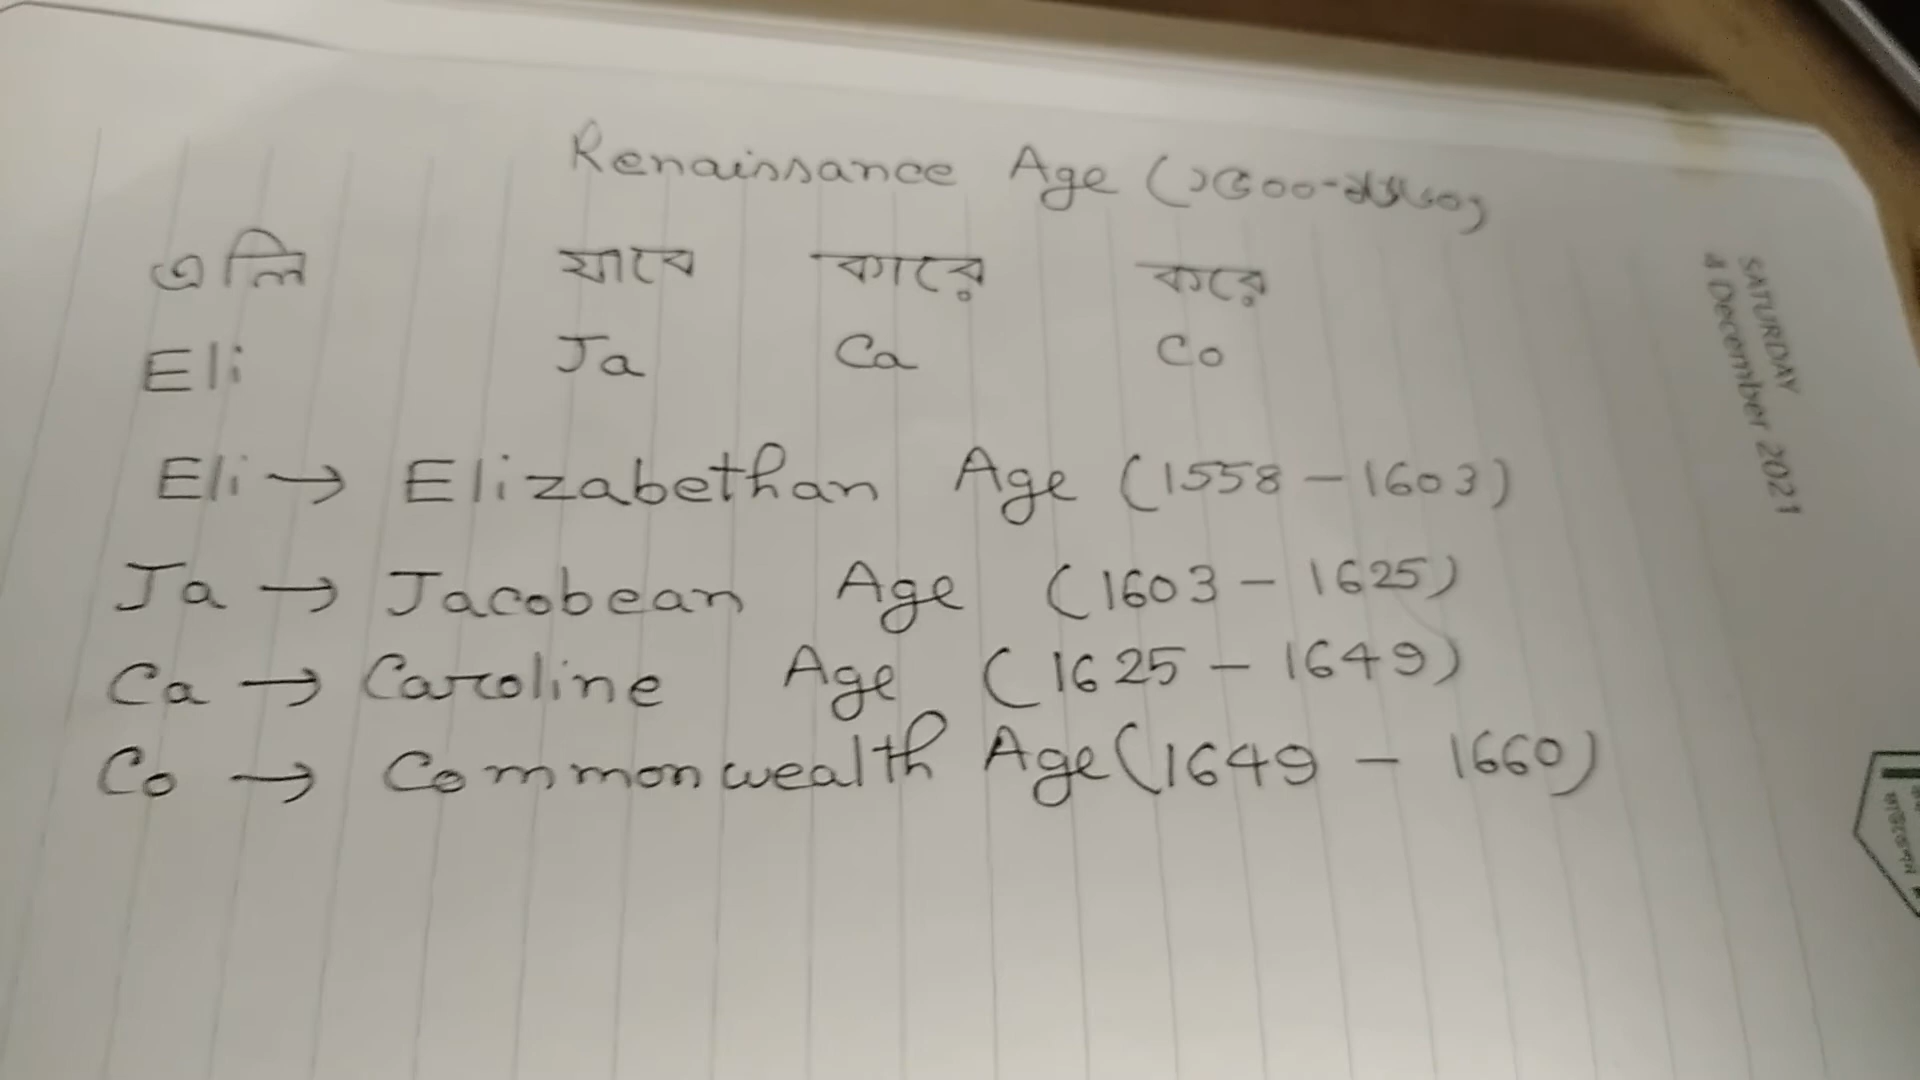 Renaissance Age (১৫০০-১৬৬০)
এলি যাবে কারে করে
Eli Ja Ca Co
Eli → Elizabethan Age (1558 – 1603)
Ja → Jacobean Age (1603 – 1625)
Ca → Caroline Age (1625 – 1649)
Co → Commonwealth Age (1649 – 1660)
SATURDAY
4 December 2021